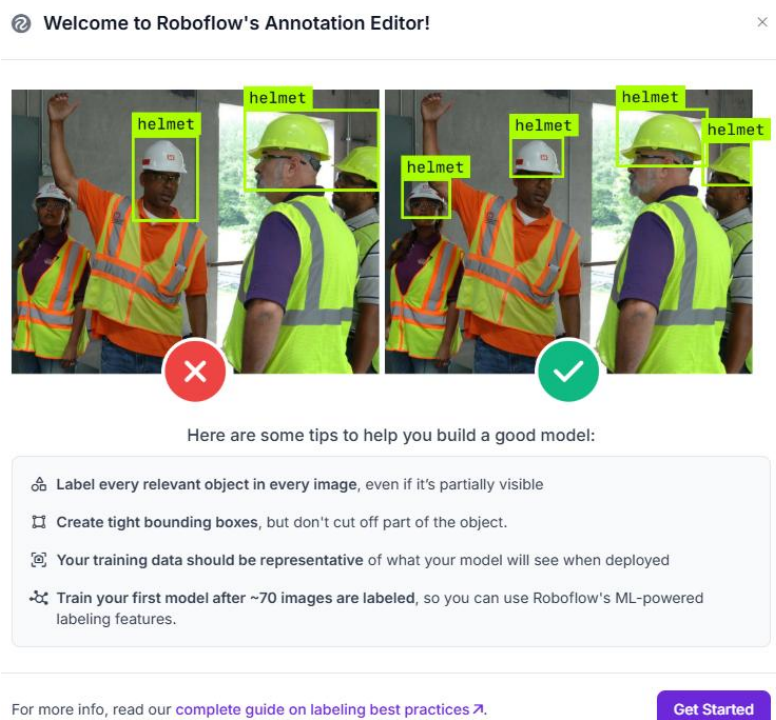 Welcome to Roboflow's Annotation Editor!
helmet
helmet
helmet
helmet
helmet
Here are some tips to help you build a good model:
Label every relevant object in every image, even if it's partially visible
Create tight bounding boxes, but don't cut off part of the object.
Your training data should be representative of what your model will see when deployed
Train your first model after ~70 images are labeled, so you can use Roboflow's ML-powered
labeling features.
For more info, read our complete guide on labeling best practices↗.
Get Started